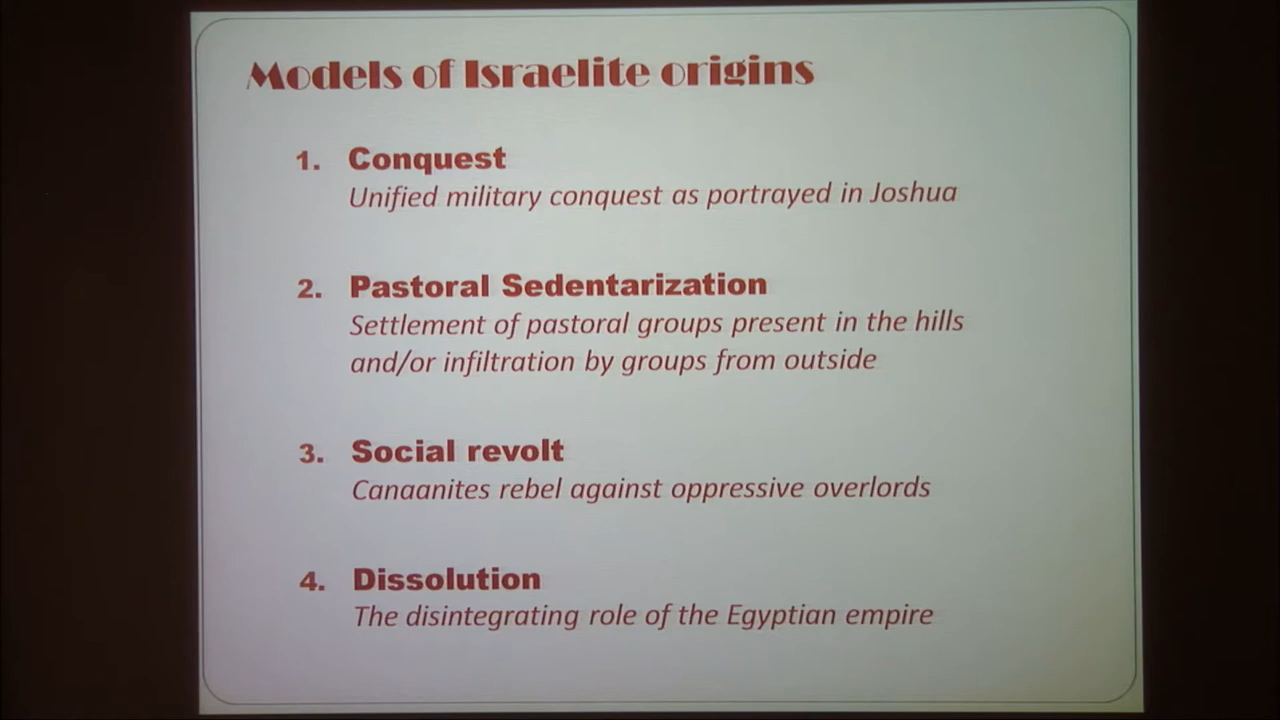 Models of Israelite origins
1. Conquest
Unified military conquest as portrayed in Joshua
2. Pastoral Sedentarization
Settlement of pastoral groups present in the hills
and/or infiltration by groups from outside
3. Social revolt
Canaanites rebel against oppressive overlords
4. Dissolution
The disintegrating role of the Egyptian empire